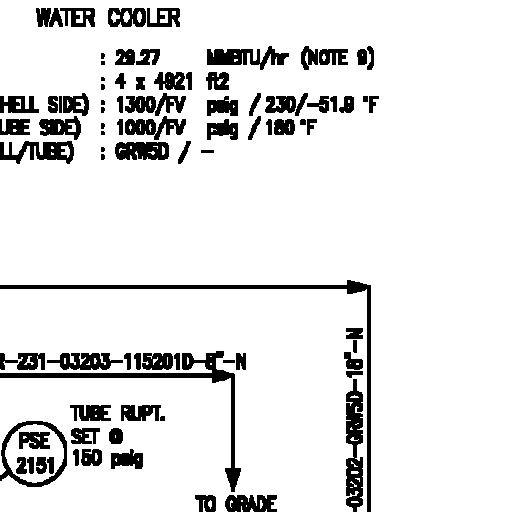 WATER COOLER
: 29.27 MMBTU/hr (NOTE 9)
: 4 x 4921 ft2
HELL SIDE) : 1300/FV psig / 230/-51.9 °F
UBE SIDE) : 1000/FV psig / 180 °F
LL/TUBE) : GRW5D / -
R-231-03203-115201D-8"-N
TUBE RUPT.
SET @
150 psig
PSE
2151
TO GRADE
-03202-GRW5D-18"-N